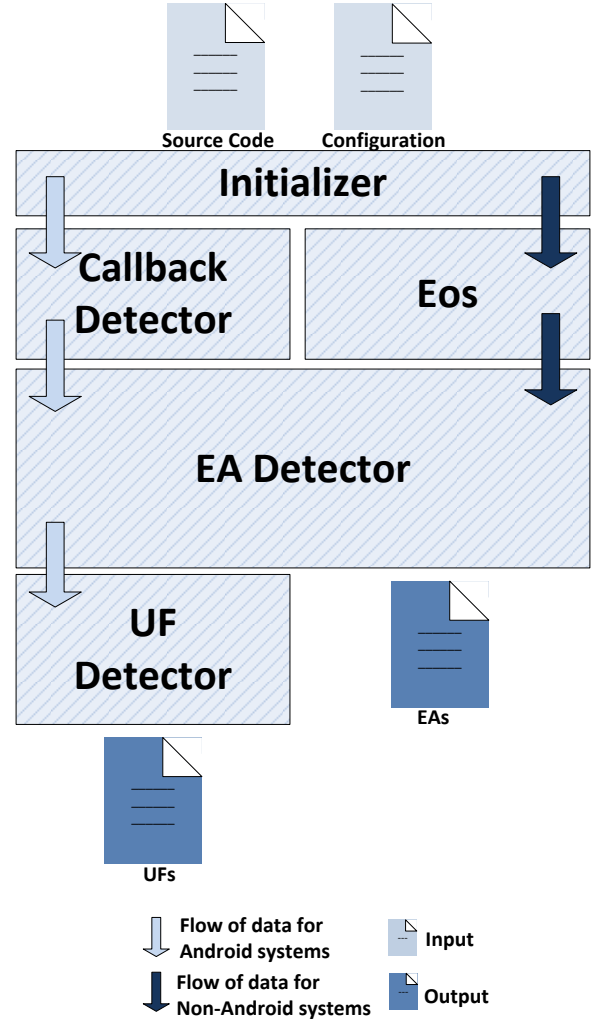 Source Code
Configuration
Initializer
Callback
Detector
Eos
EA Detector
UF
Detector
EAs
UFs
Flow of data for
Android systems
Input
Flow of data for
Non-Android systems
Output